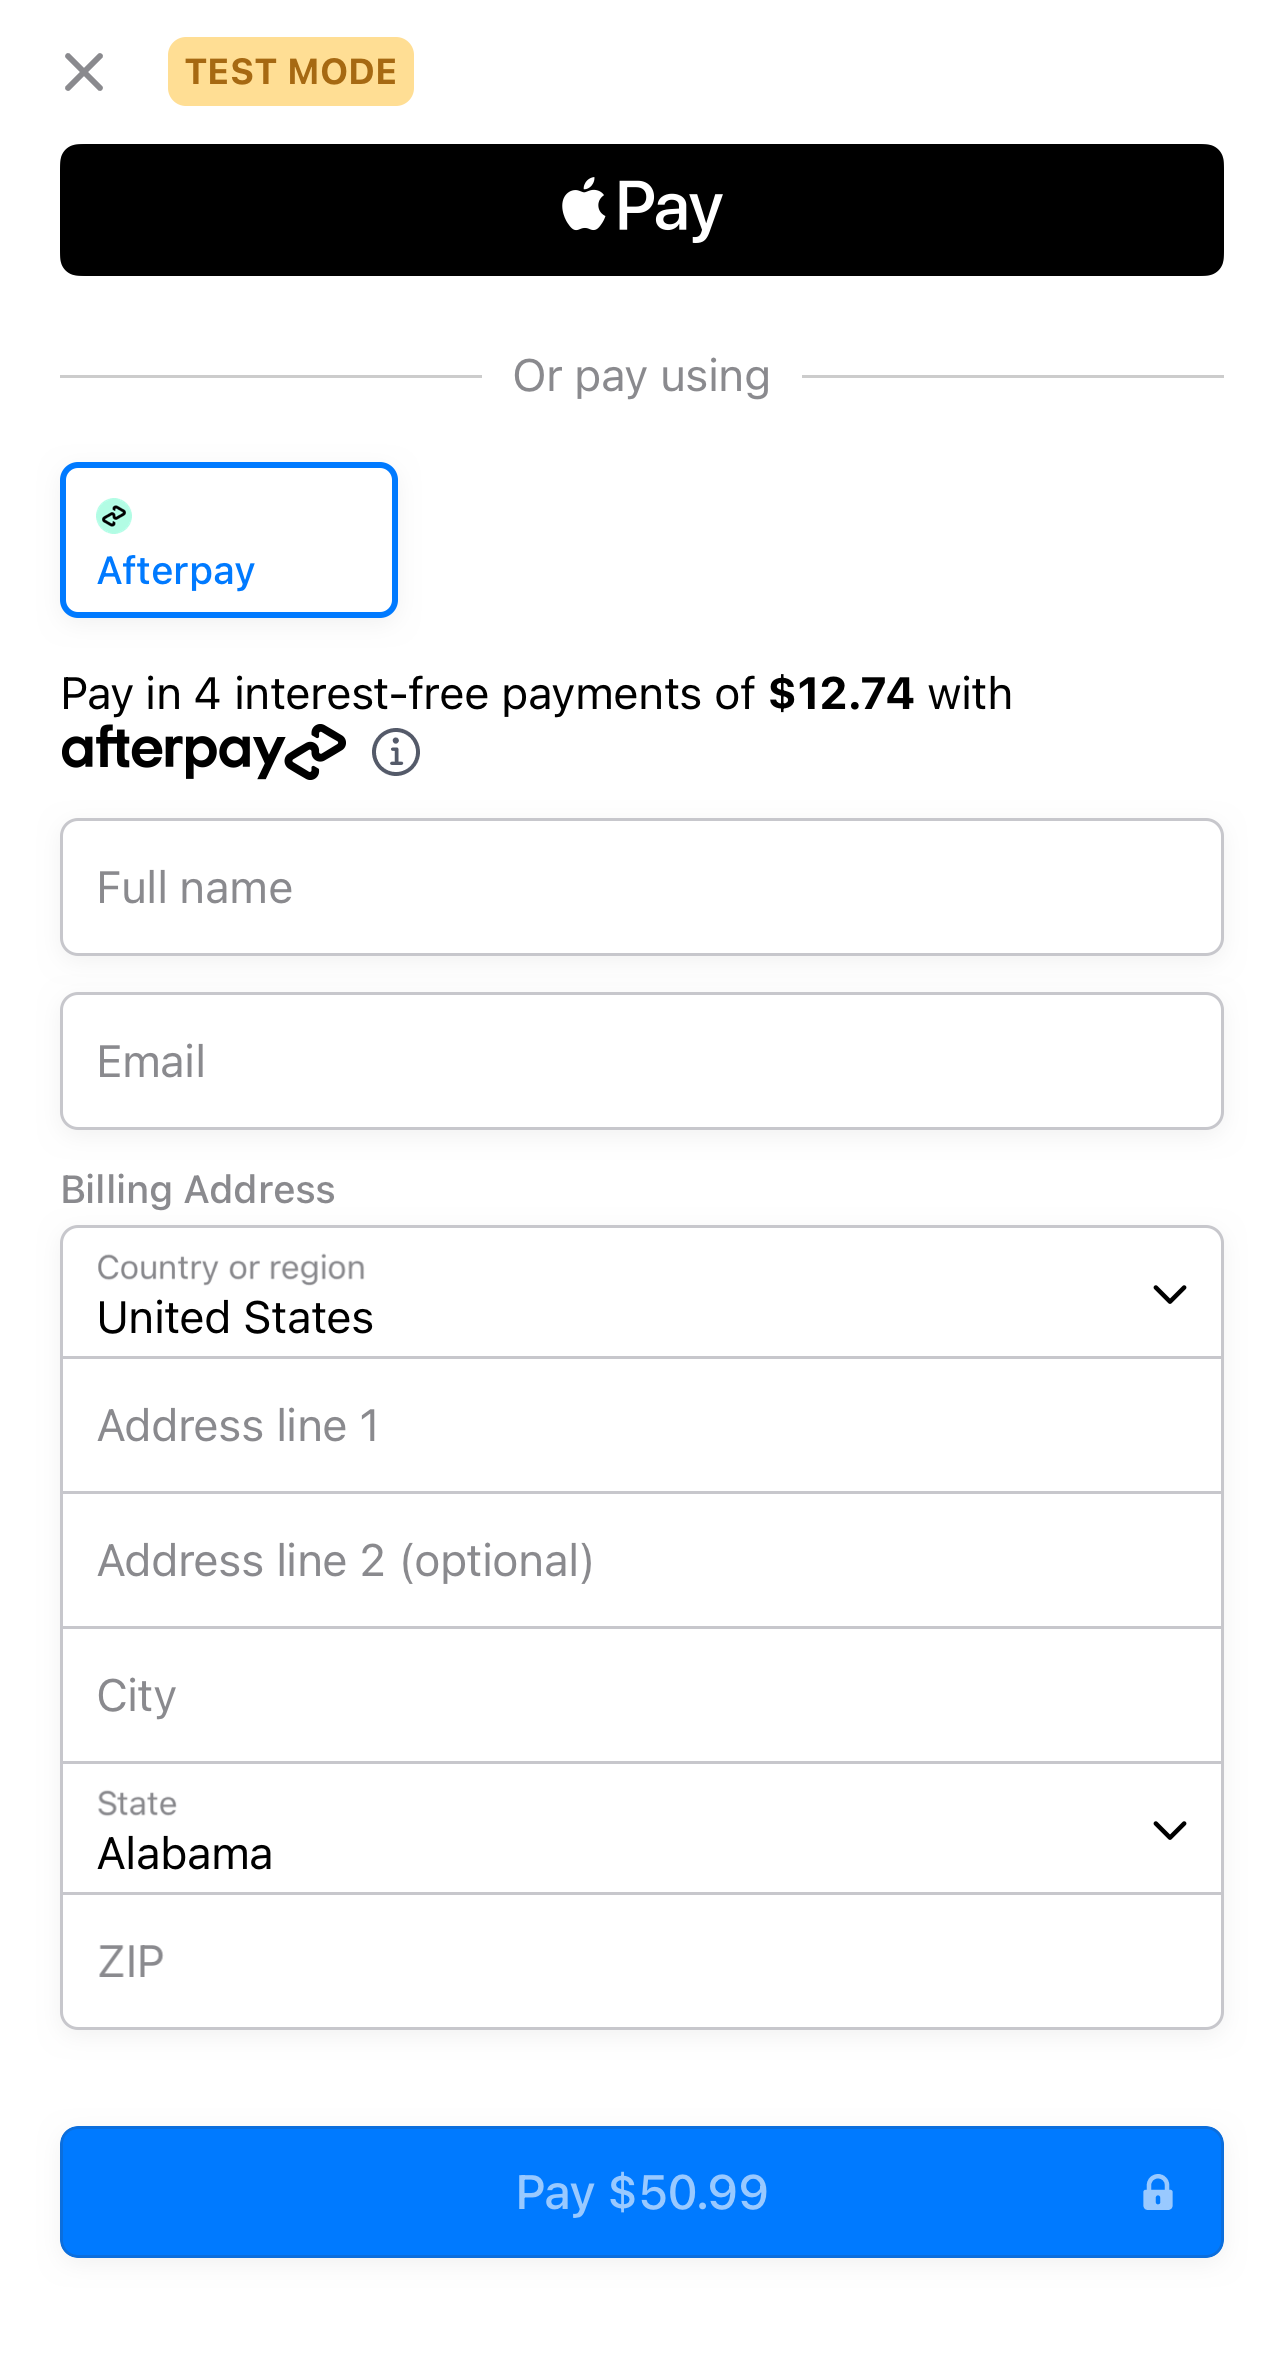 TEST MODE
Pay
Or pay using
Afterpay
Pay in 4 interest-free payments of $12.74 with
afterpay
Full name
Email
Billing Address
Country or region
United States
Address line 1
Address line 2 (optional)
City
State
Alabama
ZIP
Pay $50.99